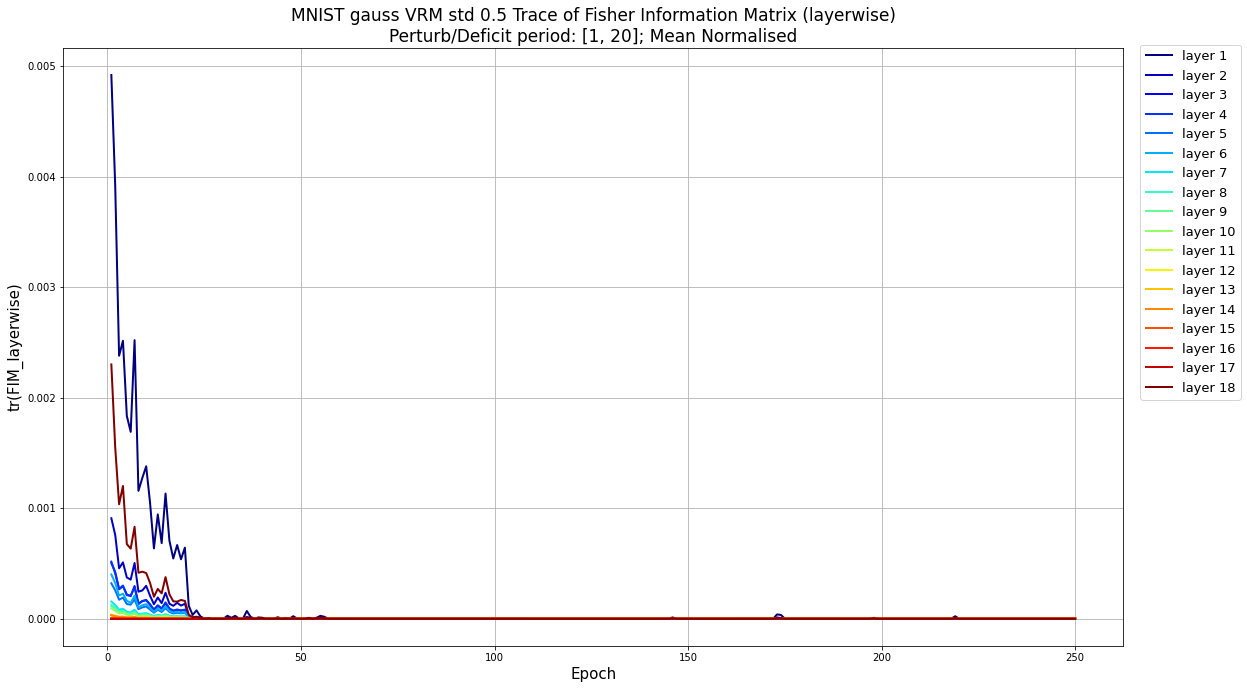 MNIST gauss VRM std 0.5 Trace of Fisher Information Matrix (layerwise)
Perturb/Deficit period: [1, 20]; Mean Normalised
tr(FIM_layerwise)
0.005
0.004
0.003
0.002
0.001
0.000
0
50
100
150
200
250
Epoch
layer 1
layer 2
layer 3
layer 4
layer 5
layer 6
layer 7
layer 8
layer 9
layer 10
layer 11
layer 12
layer 13
layer 14
layer 15
layer 16
layer 17
layer 18